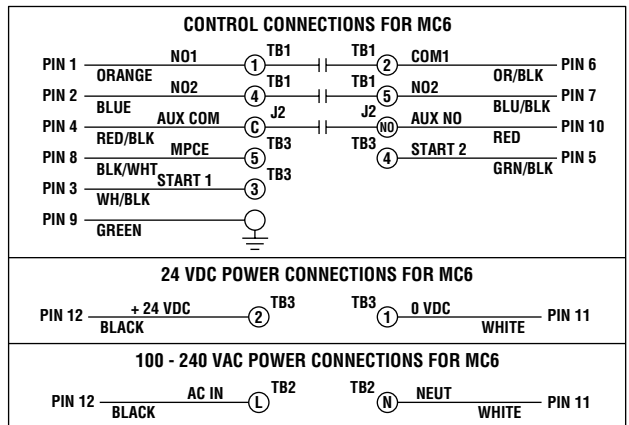 CONTROL CONNECTIONS FOR MC6
PIN 1 NO1 ORANGE 1 TB1 TB1 2 COM1 OR/BLK PIN 6
PIN 2 NO2 BLUE 4 TB1 TB1 5 NO2 BLU/BLK PIN 7
PIN 4 AUX COM RED/BLK C J2 J2 NO AUX NO RED PIN 10
PIN 8 MPCE BLK/WHT 5 TB3 TB3 4 START 2 GRN/BLK PIN 5
PIN 3 START 1 WH/BLK 3 TB3
PIN 9 GREEN
24 VDC POWER CONNECTIONS FOR MC6
PIN 12 + 24 VDC BLACK 2 TB3 TB3 1 0 VDC WHITE PIN 11
100 - 240 VAC POWER CONNECTIONS FOR MC6
PIN 12 AC IN BLACK L TB2 TB2 N NEUT WHITE PIN 11